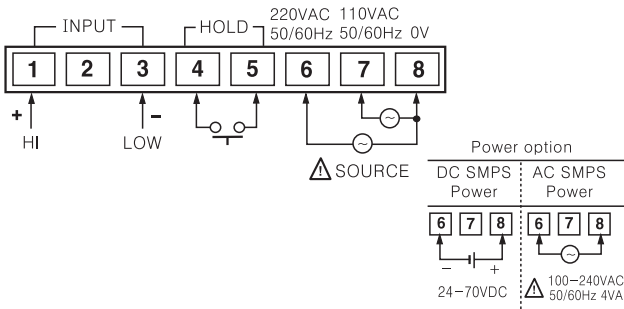 INPUT HOLD 220VAC 110VAC
50/60Hz 50/60Hz 0V
1 2 3 4 5 6 7 8
+ -
HI LOW
SOURCE
Power option
DC SMPS Power AC SMPS Power
6 7 8 6 7 8
- +
24-70VDC
100-240VAC
50/60Hz 4VA